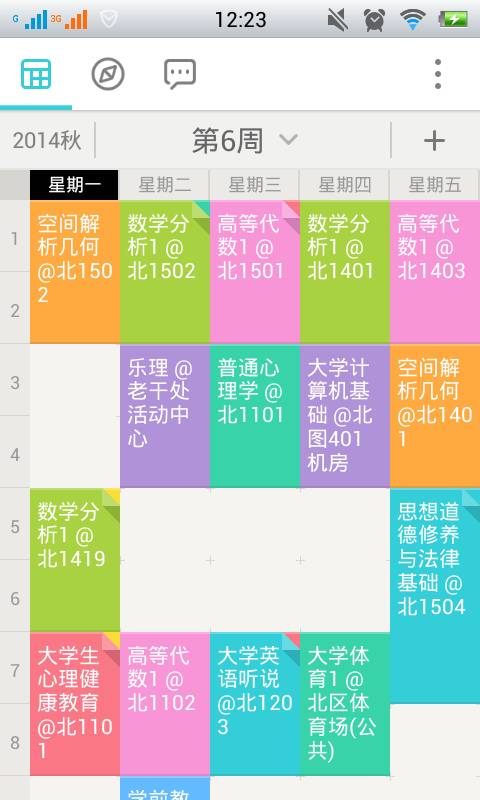 G 3G 12:23
2014秋 第6周
星期一 星期二 星期三 星期四 星期五
1
2
3
4
5
6
7
8
空间解
析几何
@北150
2
数学分
析1 @
北1502
高等代
数1 @
北1501
数学分
析1 @
北1401
高等代
数1 @
北1403
乐理 @
老干处
活动中
心
普通心
理学 @
北1101
大学计
算机基
础 @北
图401
机房
空间解
析几何
@北140
1
数学分
析1 @
北1419
思想道
德修养
与法律
基础 @
北1504
大学生
心理健
康教育
@北110
1
高等代
数1 @
北1102
大学英
语听说
@北120
3
大学体
育1 @
北区体
育场(公
共)
学前教